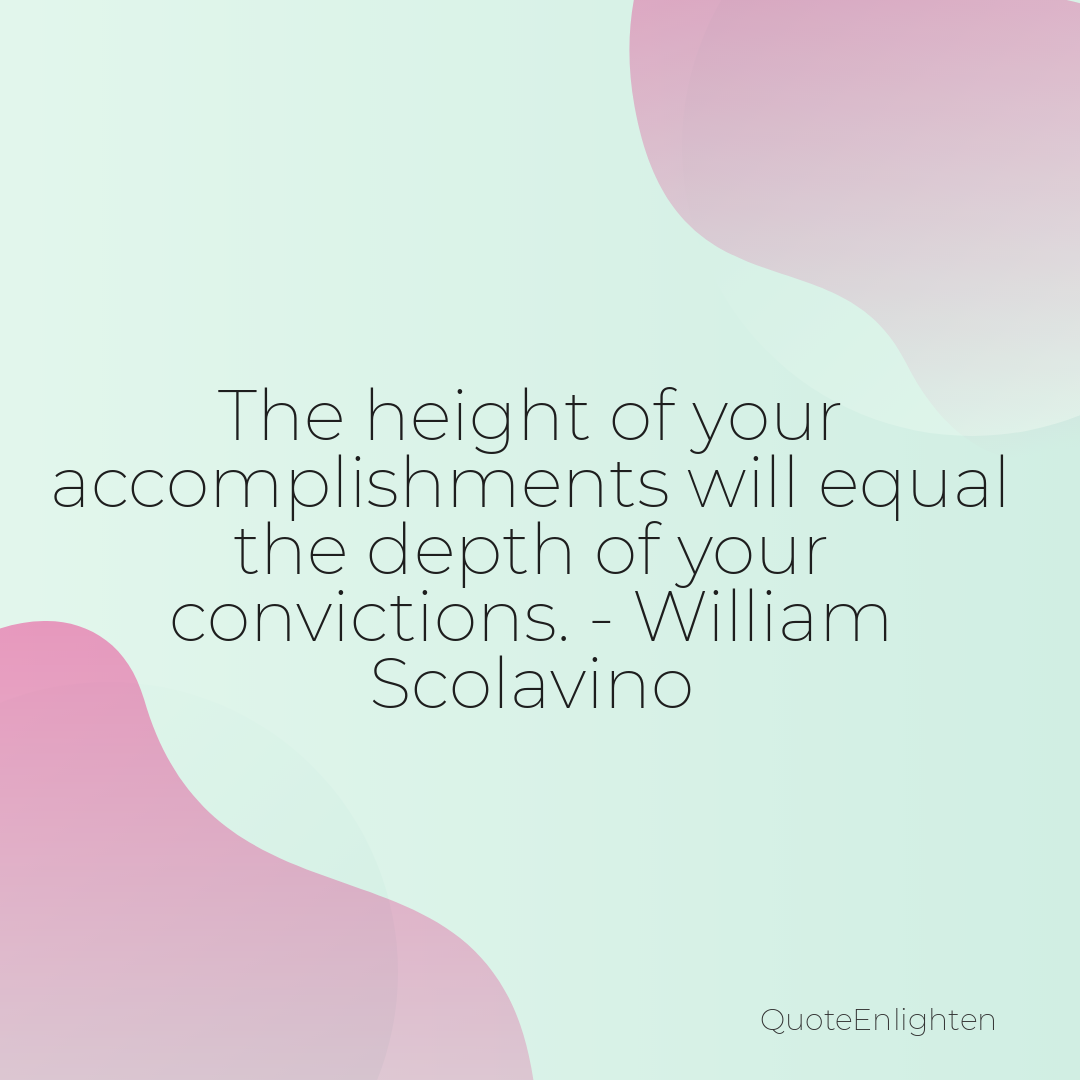 The height of your
accomplishments will equal
the depth of your
convictions. - William
Scolavino
QuoteEnlighten